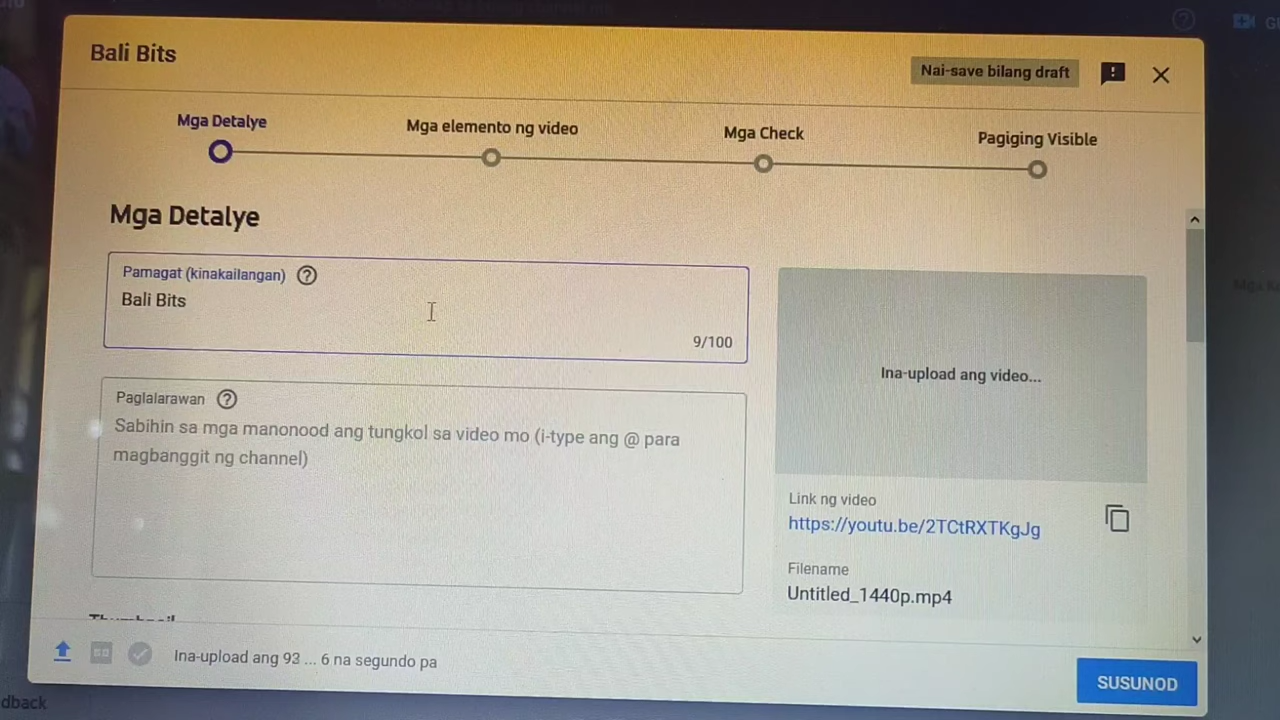 Bali Bits
Nai-save bilang draft
Mga Detalye
Mga elemento ng video
Mga Check
Pagiging Visible
Mga Detalye
Pamagat (kinakailangan)
Bali Bits
9/100
Paglalarawan
Sabihin sa mga manonood ang tungkol sa video mo (i-type ang @ para
magbanggit ng channel)
Ina-upload ang video...
Link ng video
https://youtu.be/2TCtRXTKgJg
Filename
Untitled_1440p.mp4
Ina-upload ang 93 ... 6 na segundo pa
SUSUNOD
dback